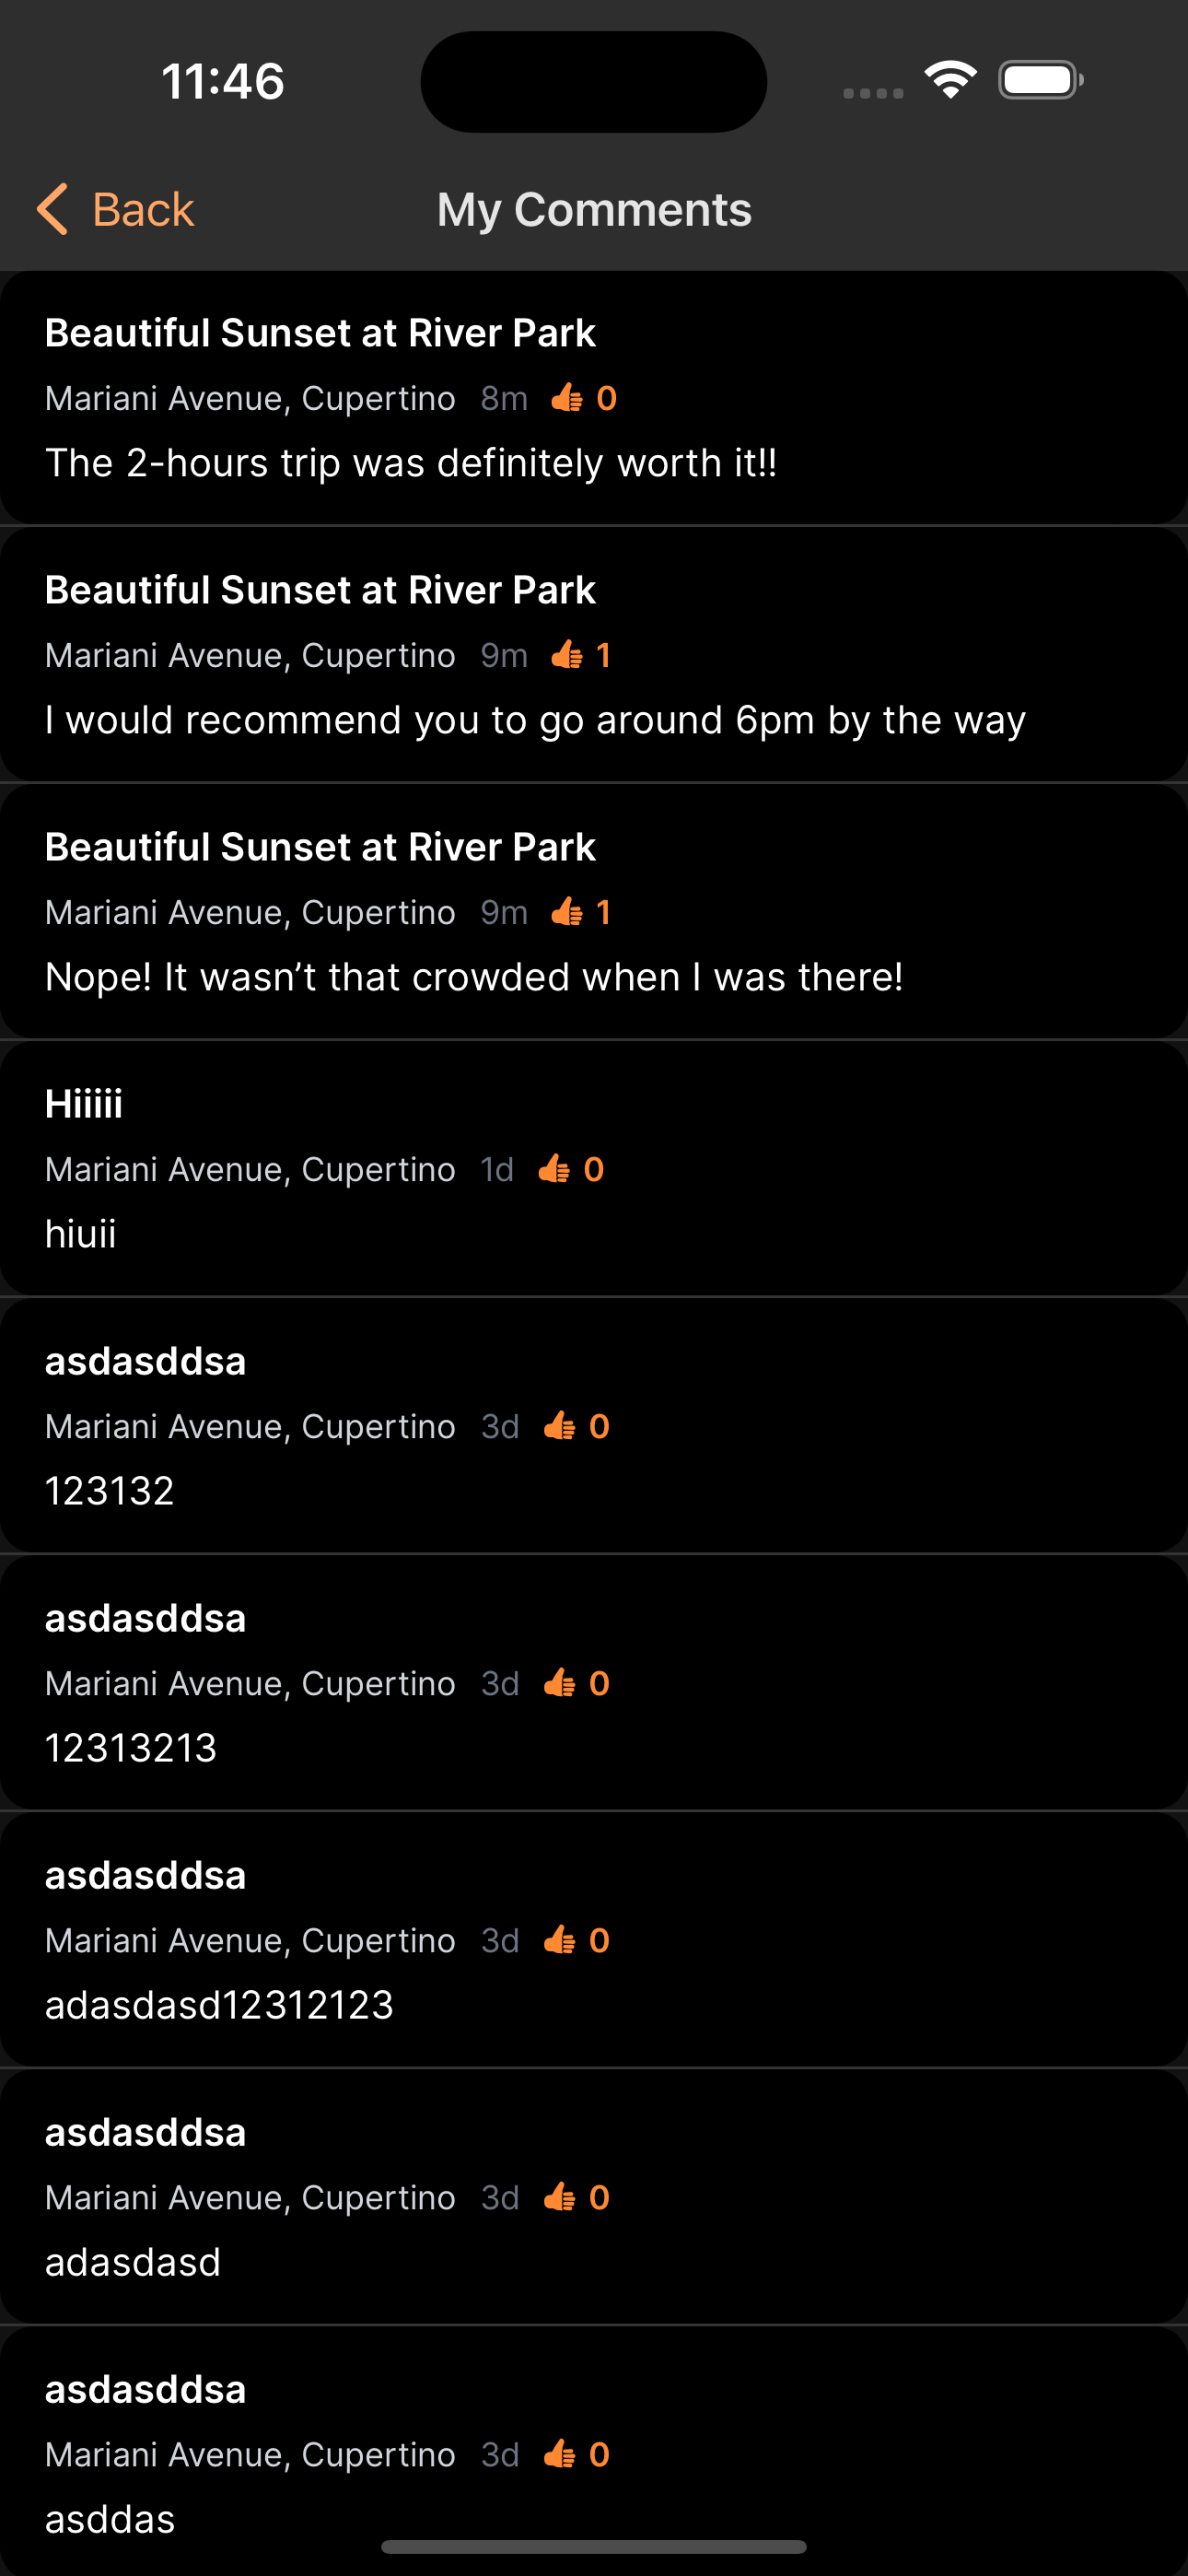 11:46
Back
My Comments
Beautiful Sunset at River Park
Mariani Avenue, Cupertino 8m 0
The 2-hours trip was definitely worth it!!
Beautiful Sunset at River Park
Mariani Avenue, Cupertino 9m 1
I would recommend you to go around 6pm by the way
Beautiful Sunset at River Park
Mariani Avenue, Cupertino 9m 1
Nope! It wasn’t that crowded when I was there!
Hiiiii
Mariani Avenue, Cupertino 1d 0
hiuii
asdasddsa
Mariani Avenue, Cupertino 3d 0
123132
asdasddsa
Mariani Avenue, Cupertino 3d 0
12313213
asdasddsa
Mariani Avenue, Cupertino 3d 0
adasdasd12312123
asdasddsa
Mariani Avenue, Cupertino 3d 0
adasdasd
asdasddsa
Mariani Avenue, Cupertino 3d 0
asddas